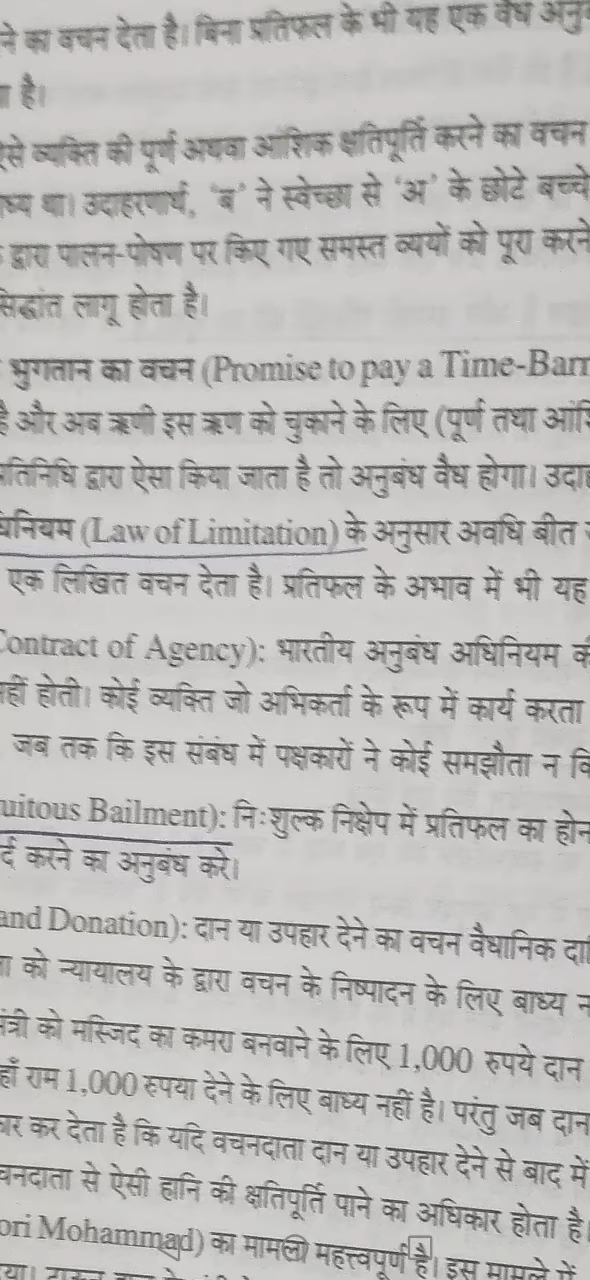 ने का वचन देता है। बिना प्रतिफल के भी यह एक वैध
है।
व्यक्ति की पूर्ण अथवा आंशिक क्षतिपूर्ति करने का वचन
था। उदाहरणार्थ, 'ब' ने स्वेच्छा से 'अ' के छोटे बच्चे
द्वारा पालन-पोषण पर किए गए समस्त व्ययों को पूरा करने
सिद्धांत लागू होता है।
भुगतान का वचन (Promise to pay a Time-Barr
है और अब ऋणी इस ऋण को चुकाने के लिए (पूर्ण तथा
प्रतिनिधि द्वारा ऐसा किया जाता है तो अनुबंध वैध होगा। उदाह
धिनियम (Law of Limitation) के अनुसार अवधि बीत
एक लिखित वचन देता है। प्रतिफल के अभाव में भी यह
Contract of Agency): भारतीय अनुबंध अधिनियम की
नहीं होती। कोई व्यक्ति जो अभिकर्ता के रूप में कार्य करता
जब तक कि इस संबंध में पक्षकारों ने कोई समझौता न कि
uitous Bailment): निःशुल्क निक्षेप में प्रतिफल का होन
र्द करने का अनुबंध करे।
and Donation): दान या उपहार देने का वचन वैधानिक दा
को न्यायालय के द्वारा वचन के निष्पादन के लिए बाध्य न
मंत्री को मस्जिद का कमरा बनवाने के लिए 1,000 रुपये दान
हाँ राम 1,000 रुपया देने के लिए बाध्य नहीं है। परंतु जब दान
कर देता है कि यदि वचनदाता दान या उपहार देने से बाद में
चनदाता से ऐसी हानि की क्षतिपूर्ति पाने का अधिकार होता है।
ori Mohammad) का मामला महत्त्वपूर्ण है। इस मामले में